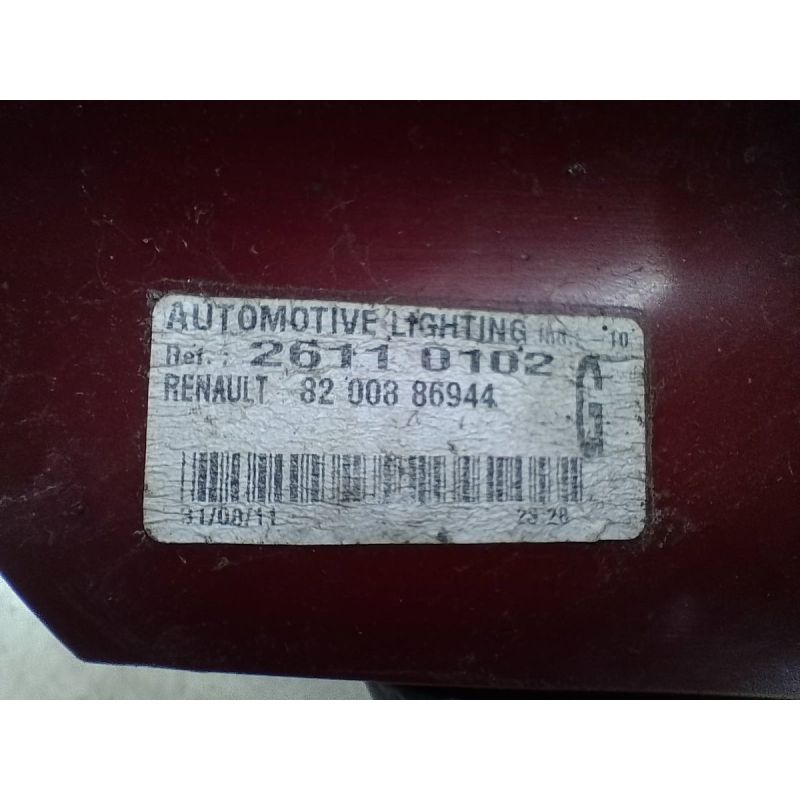 AUTOMOTIVE LIGHTING
Ref.: 2611 0102
RENAULT 82 008 86944
G
31/08/11 23:28